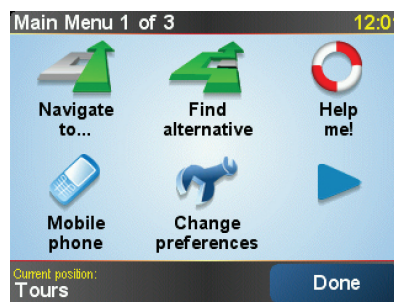 Main Menu 1 of 3
Navigate
to...
Find
alternative
Help
me!
Mobile
phone
Change
preferences
Current position:
Tours
Done